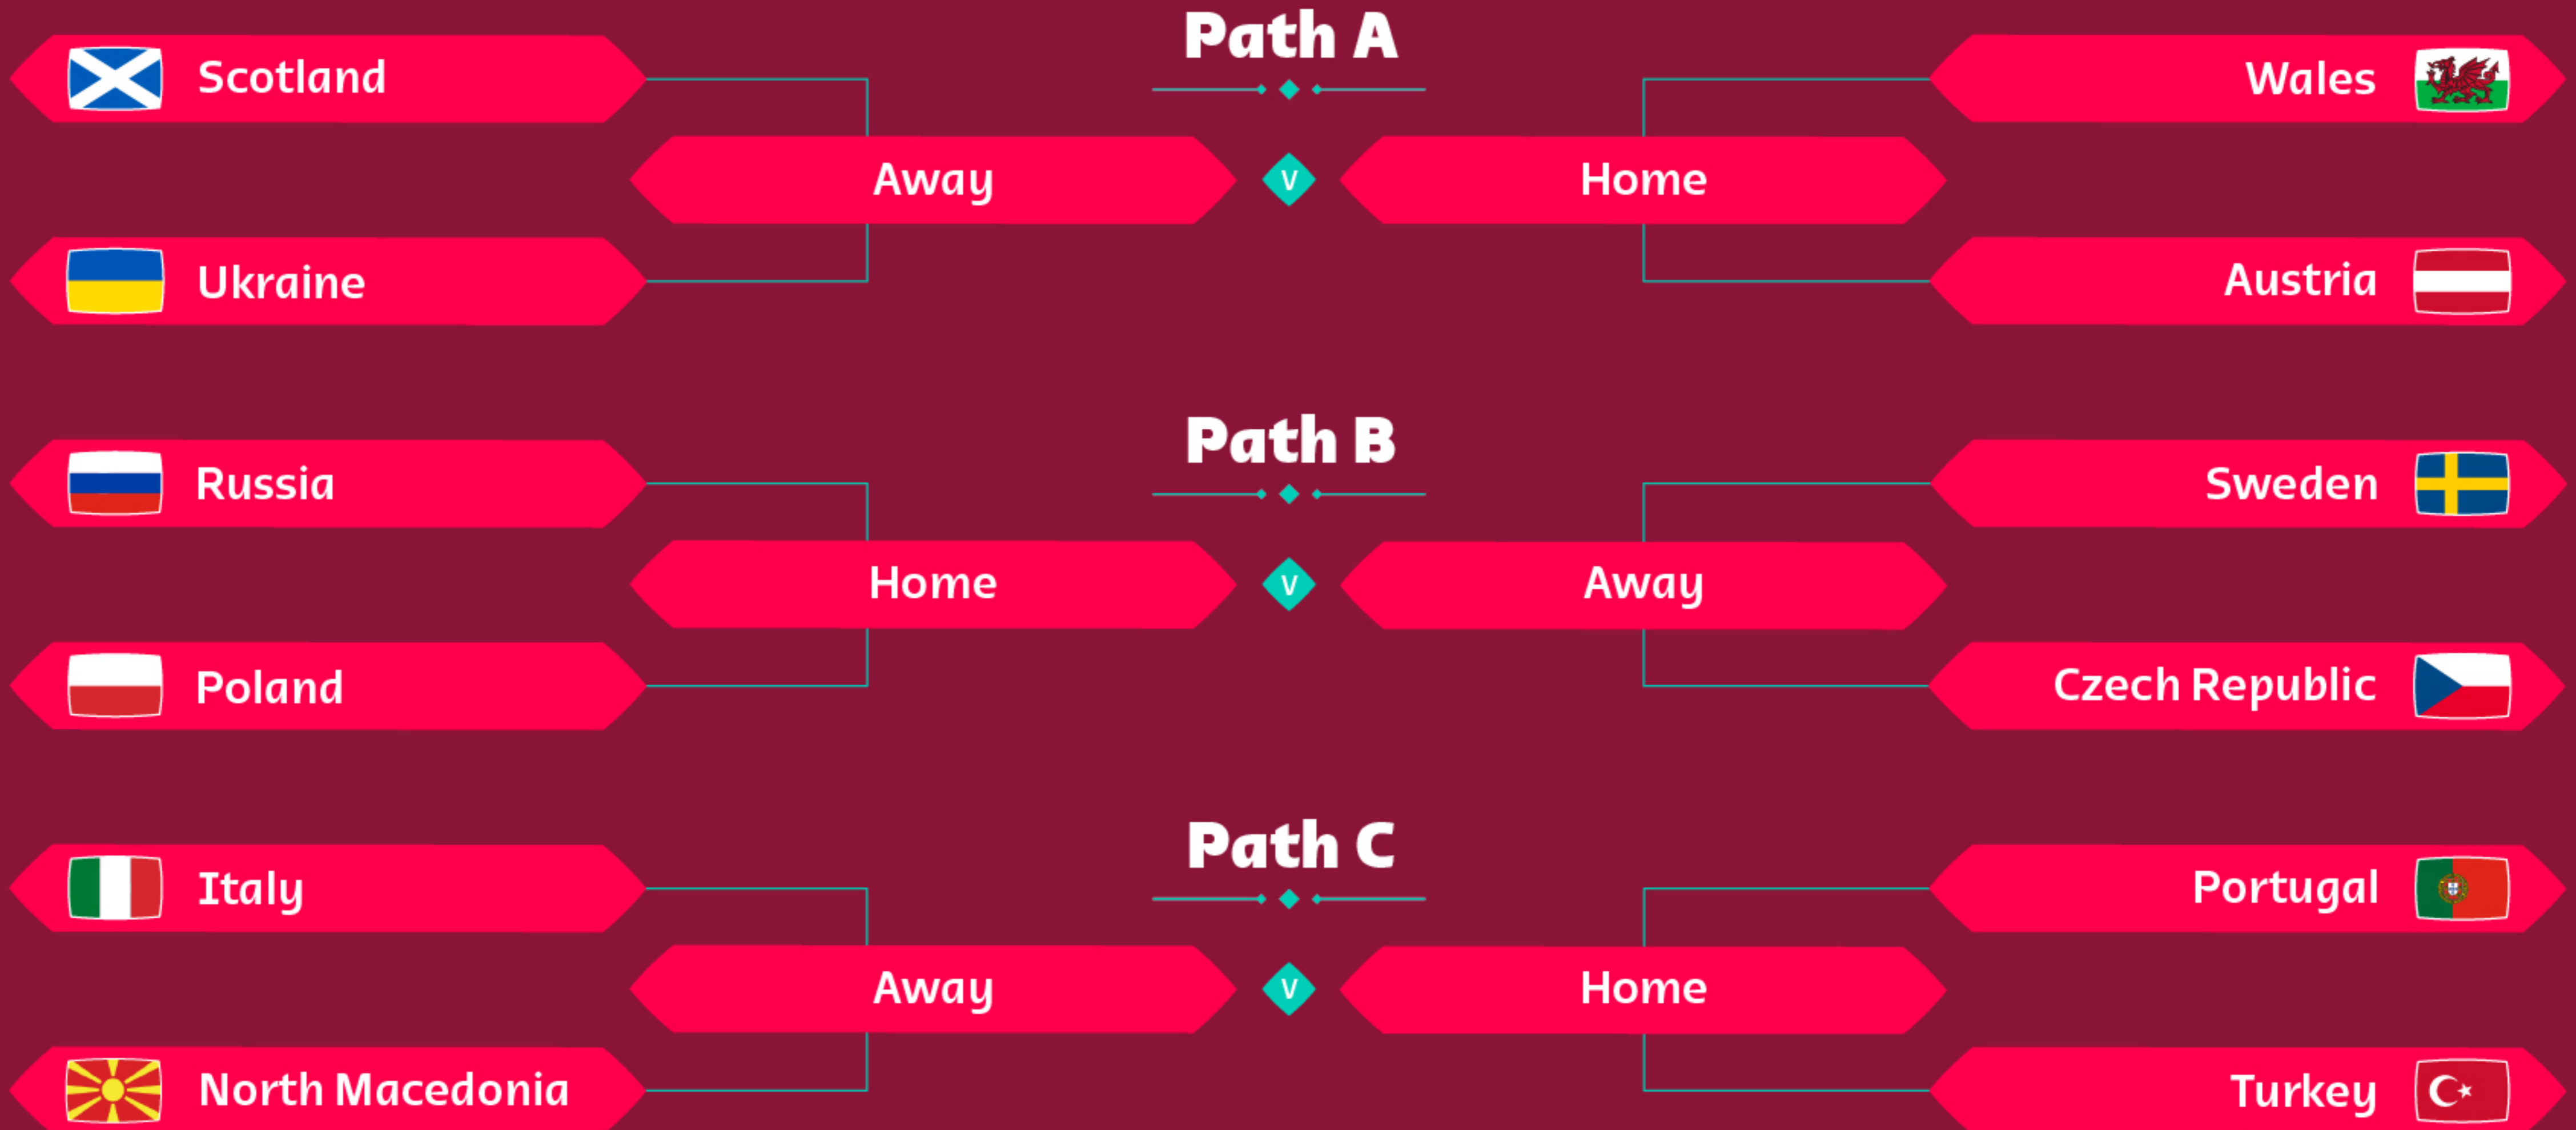 Path A
Scotland
Wales
Away
V
Home
Ukraine
Austria
Path B
Russia
Sweden
Home
V
Away
Poland
Czech Republic
Path C
Italy
Portugal
Away
V
Home
North Macedonia
Turkey